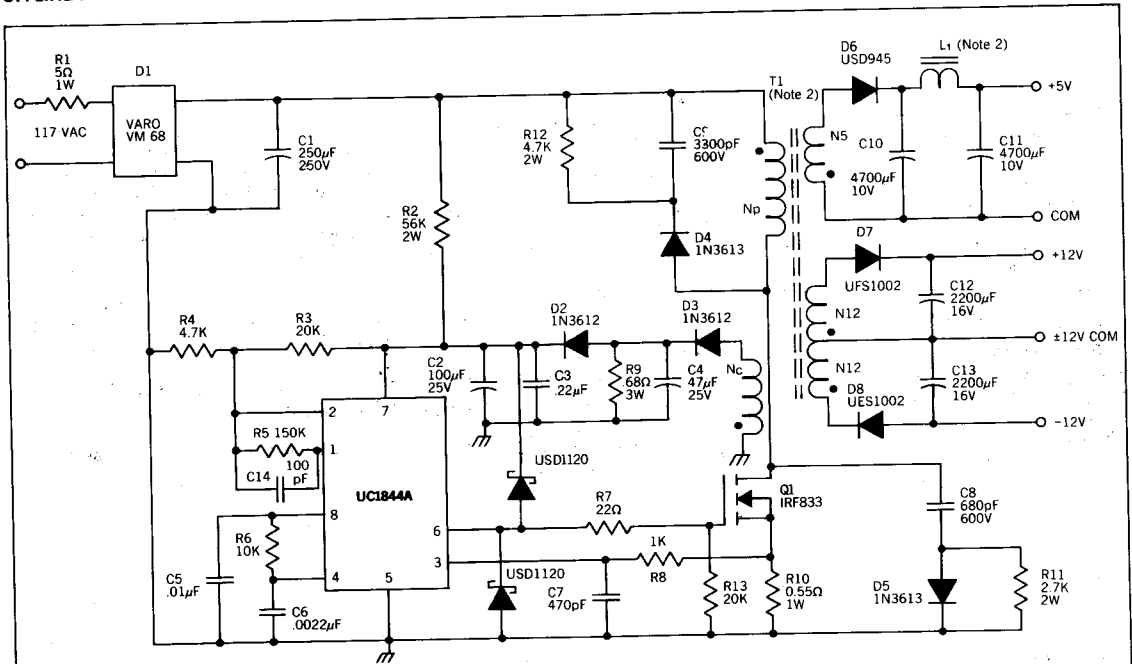 R1
5Ω
1W
D1
VARO
VM 68
117 VAC
C1
250μF
250V
R2
56K
2W
R12
4.7K
2W
C9
3300pF
600V
D4
1N3613
T1
(Note 2)
Np
N5
D6
USD945
L1 (Note 2)
C10
4700μF
10V
C11
4700μF
10V
+5V
COM
D7
UFS1002
+12V
N12
C12
2200μF
16V
±12V COM
N12
C13
2200μF
16V
D8
UES1002
-12V
R4
4.7K
R3
20K
D2
1N3612
D3
1N3612
C2
100μF
25V
C3
.22μF
R9
68Ω
3W
C4
47μF
25V
Nc
2
7
R5 150K
1
C14
100
pF
UC1844A
USD1120
8
6
R7
22Ω
Q1
IRF833
R6
10K
4
5
3
1K
R8
C5
.01μF
C6
.0022μF
USD1120
C7
470pF
R13
20K
R10
0.55Ω
1W
C8
680pF
600V
D5
1N3613
R11
2.7K
2W